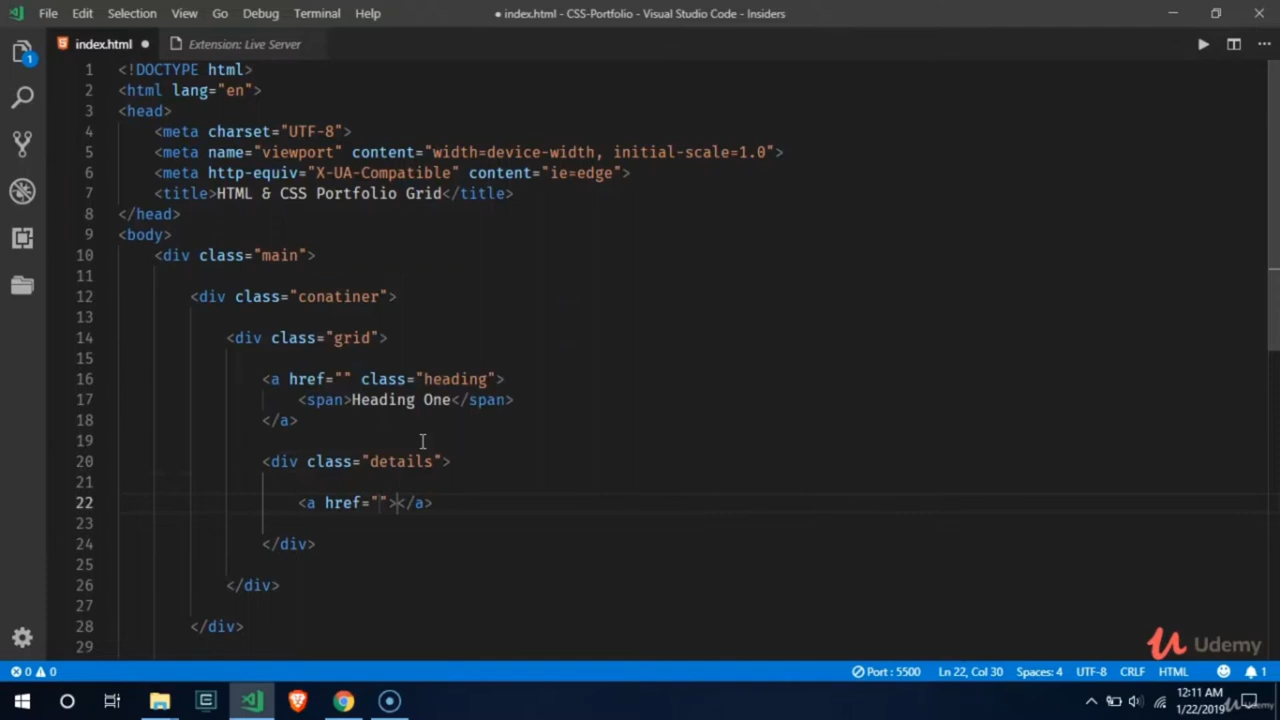 File Edit Selection View Go Debug Terminal Help
● index.html - CSS-Portfolio - Visual Studio Code - Insiders
index.html ● Extension: Live Server
1 <!DOCTYPE html>
2 <html lang="en">
3 <head>
4 <meta charset="UTF-8">
5 <meta name="viewport" content="width=device-width, initial-scale=1.0">
6 <meta http-equiv="X-UA-Compatible" content="ie=edge">
7 <title>HTML & CSS Portfolio Grid</title>
8 </head>
9 <body>
10 <div class="main">
11
12 <div class="conatiner">
13
14 <div class="grid">
15
16 <a href="" class="heading">
17 <span>Heading One</span>
18 </a>
19
20 <div class="details">
21
22 <a href=""></a>
23
24 </div>
25
26 </div>
27
28 </div>
29
1
Udemy
0 0 Port : 5500 Ln 22, Col 30 Spaces: 4 UTF-8 CRLF HTML 1
12:11 AM
1/22/2019
Udemy